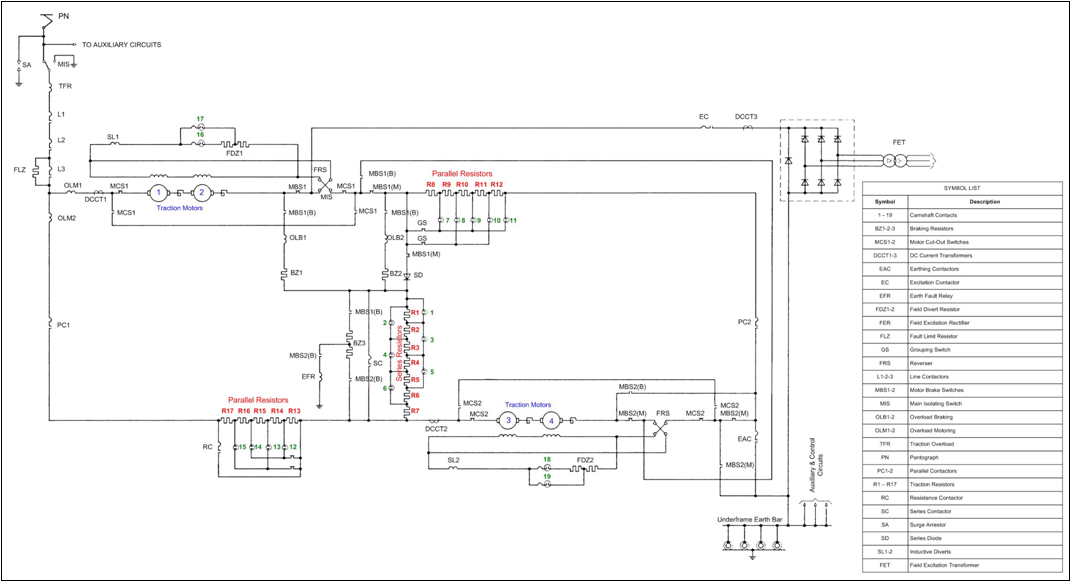 PN
TO AUXILIARY CIRCUITS
SA
MIS
TFR
L1
L2
L3
FLZ
17
16
SL1
FDZ1
OLM1
DCCT1
MCS1
1
2
Traction Motors
MCS1
MBS1
FRS
MIS
MCS1
MCS1
MBS1(B)
MBS1(M)
EC
DCCT3
FET
Parallel Resistors
R8 R9 R10 R11 R12
7 8 9 10 11
GS
GS
OLM2
MBS1(B)
OLB1
BZ1
MBS1(B)
OLB2
BZ2
MBS1(M)
SD
PC1
MBS1(B)
BZ3
MBS2(B)
MBS2(B)
EFR
SC
Series Resistors
R1
R2
R3
R4
R5
R6
R7
1
2
3
4
5
6
PC2
Parallel Resistors
R17 R16 R15 R14 R13
RC
15 14 13 12
DCCT2
MCS2
MCS2
Traction Motors
3
4
MBS2(B)
MBS2(M)
FRS
MCS2
MCS2
MBS2(M)
EAC
MBS2(M)
SL2
18
19
FDZ2
Auxiliary & Control
Circuits
Underframe Earth Bar
SYMBOL LIST
Symbol Description
1 - 19 Camshaft Contacts
BZ1-2-3 Braking Resistors
MCS1-2 Motor Cut-Out Switches
DCCT1-3 DC Current Transformers
EAC Earthing Contactors
EC Excitation Contactor
EFR Earth Fault Relay
FDZ1-2 Field Divert Resistor
FER Field Excitation Rectifier
FLZ Fault Limit Resistor
GS Grouping Switch
FRS Reverser
L1-2-3 Line Contactors
MBS1-2 Motor Brake Switches
MIS Main Isolating Switch
OLB1-2 Overload Braking
OLM1-2 Overload Motoring
TFR Traction Overload
PN Pantograph
PC1-2 Parallel Contactors
R1 – R17 Traction Resistors
RC Resistance Contactor
SC Series Contactor
SA Surge Arrestor
SD Series Diode
SL1-2 Inductive Diverts
FET Field Excitation Transformer